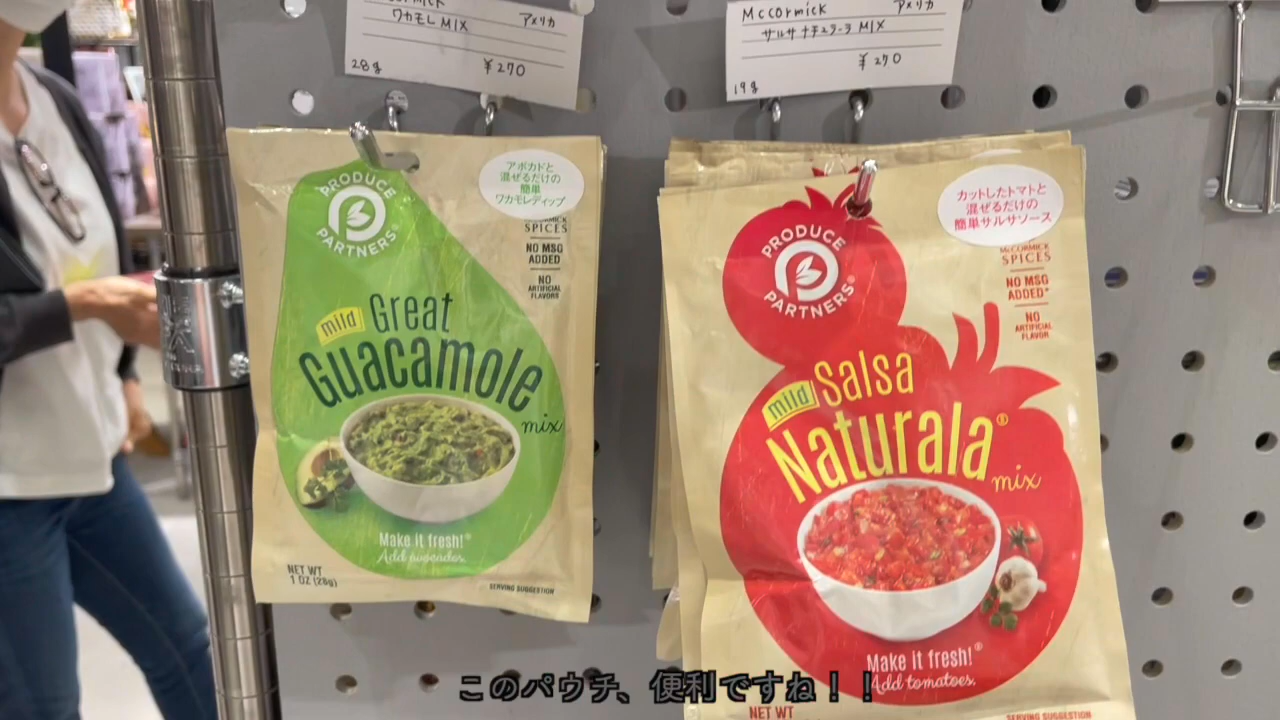 ワカモレ MIX
アメリカ
28g
¥270
McCormick
アメリカ
サルサ ナチュラーラ MIX
¥270
19g
アボカドと
混ぜるだけの
簡単
ワカモレディップ
PRODUCE
PARTNERS
SPICES
NO MSG
ADDED
NO
ARTIFICIAL
FLAVORS
mild Great
Guacamole
mix
Make it fresh!®
Add avocados.
NET WT
1 OZ (28g)
SERVING SUGGESTION
カットしたトマトと
混ぜるだけの
簡単サルサソース
PRODUCE
PARTNERS®
McCORMICK
SPICES
NO MSG
ADDED*
NO
ARTIFICIAL
FLAVOR
mild Salsa
Naturala®
mix
Make it fresh!®
Add tomatoes.
NET WT
SERVING SUGGESTION
このパウチ、便利ですね！！